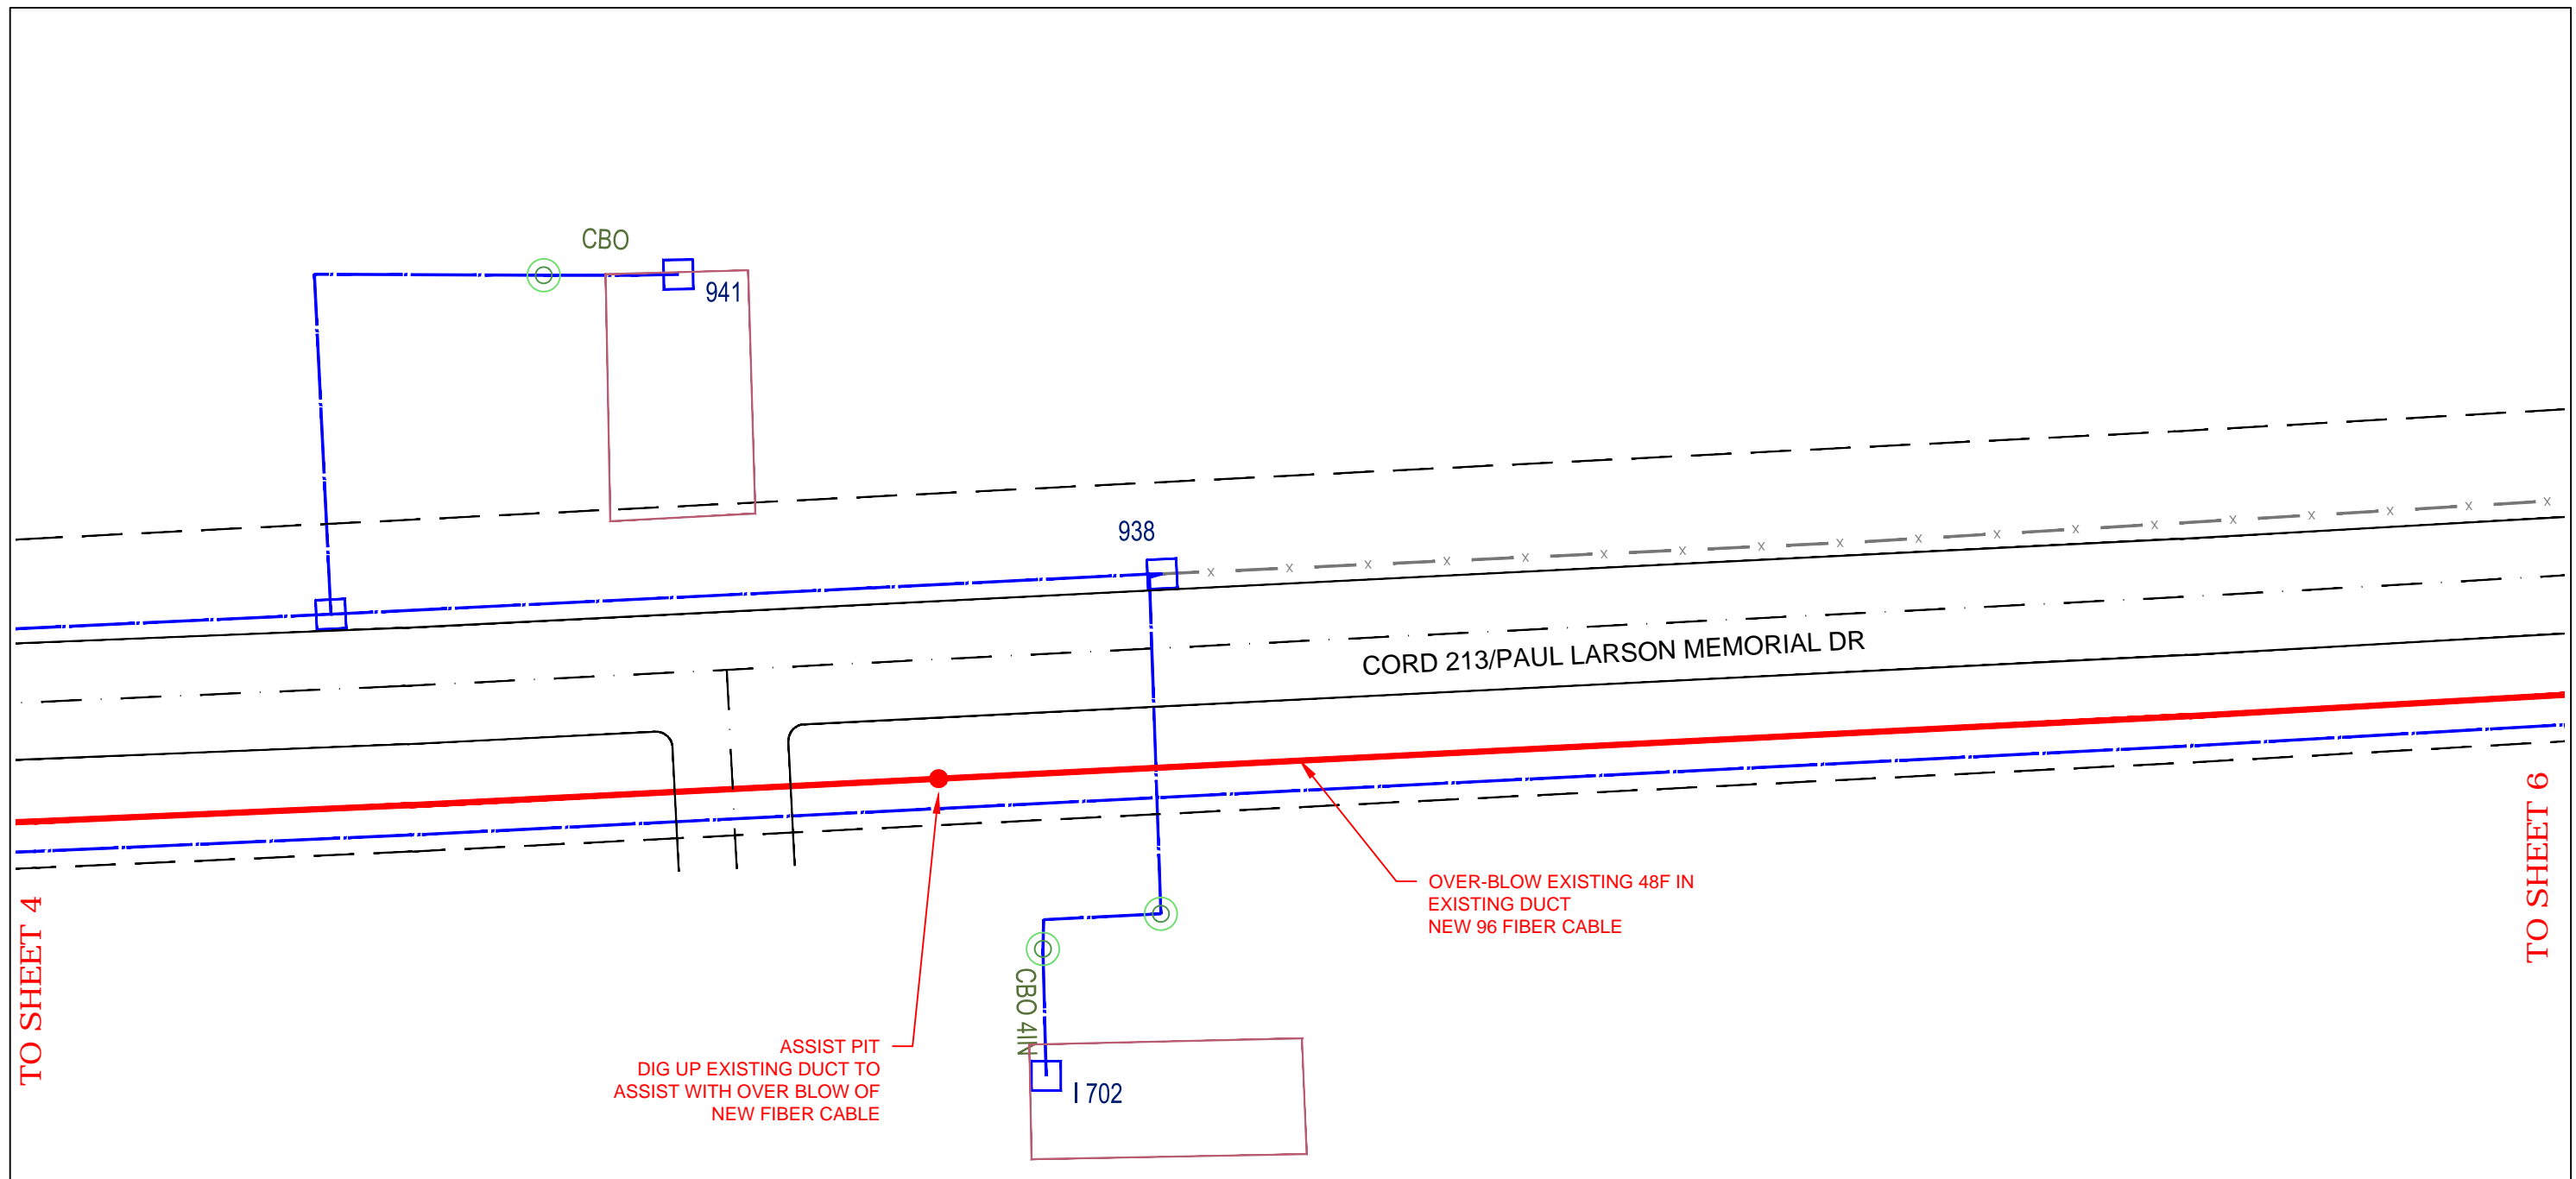 CBO
941
938
CORD 213/PAUL LARSON MEMORIAL DR
OVER-BLOW EXISTING 48F IN
EXISTING DUCT
NEW 96 FIBER CABLE
TO SHEET 4
TO SHEET 6
CBO 4IN
ASSIST PIT
DIG UP EXISTING DUCT TO
ASSIST WITH OVER BLOW OF
NEW FIBER CABLE
I 702